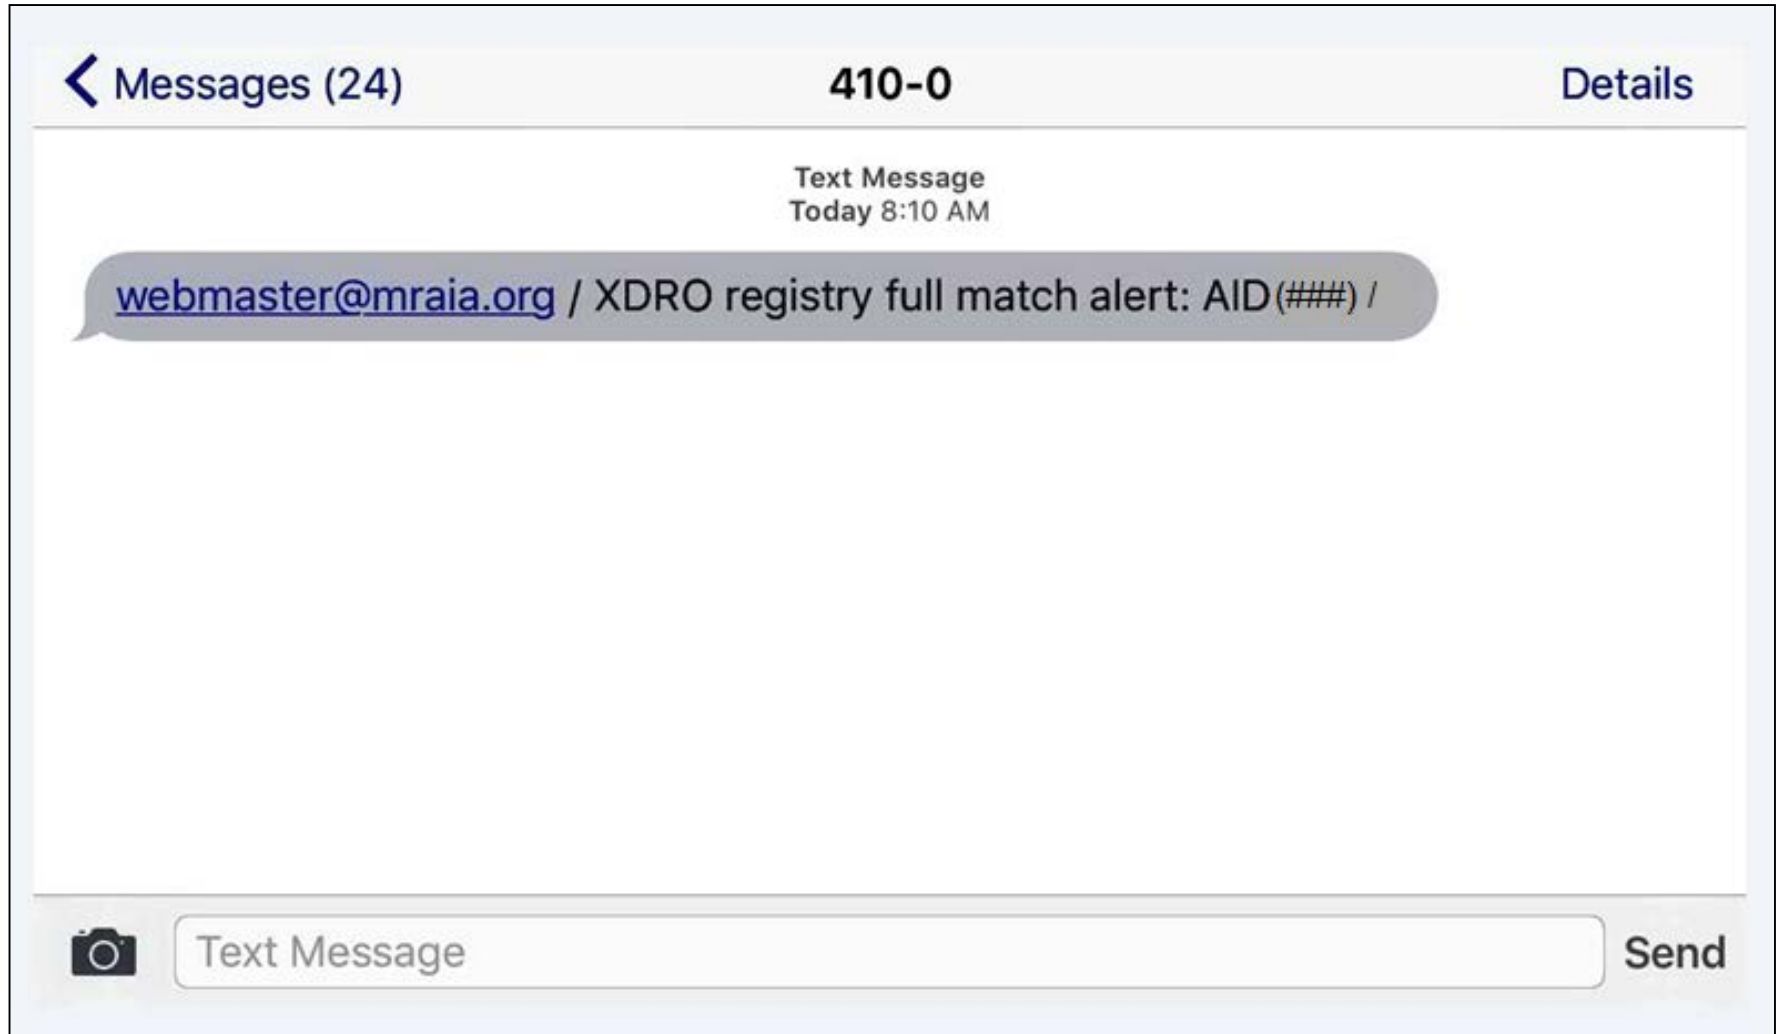 Messages (24) 410-0 Details
Text Message
Today 8:10 AM
webmaster@mraia.org / XDRO registry full match alert: AID(###) /
Text Message Send